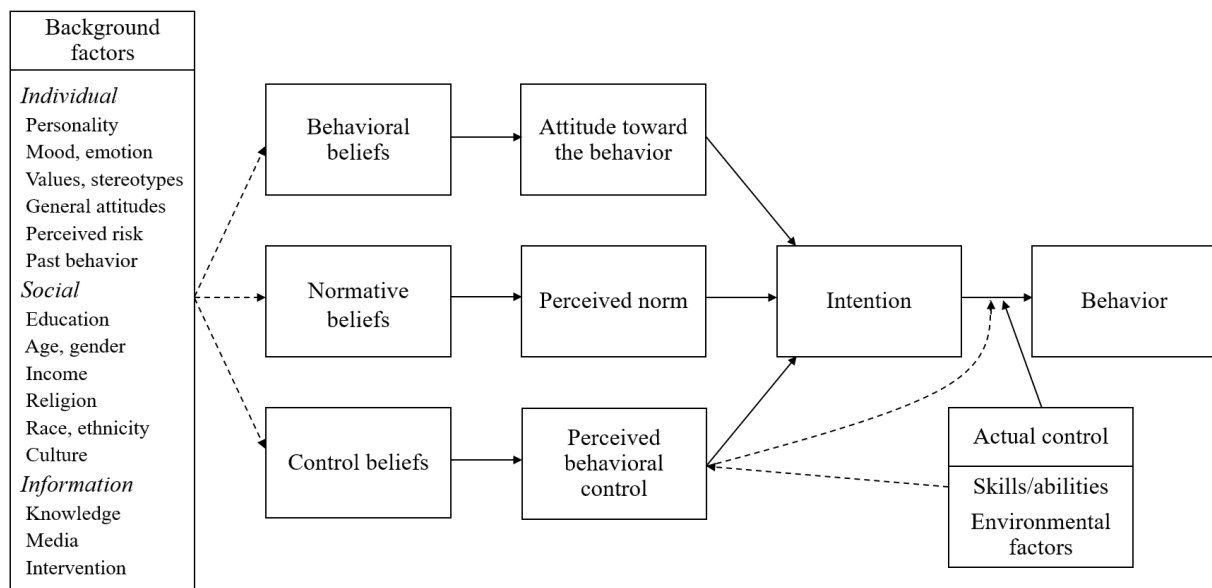 Background
factors
Individual
Personality
Mood, emotion
Values, stereotypes
General attitudes
Perceived risk
Past behavior
Social
Education
Age, gender
Income
Religion
Race, ethnicity
Culture
Information
Knowledge
Media
Intervention
Behavioral
beliefs
Attitude toward
the behavior
Normative
beliefs
Perceived norm
Intention
Behavior
Control beliefs
Perceived
behavioral
control
Actual control
Skills/abilities
Environmental
factors